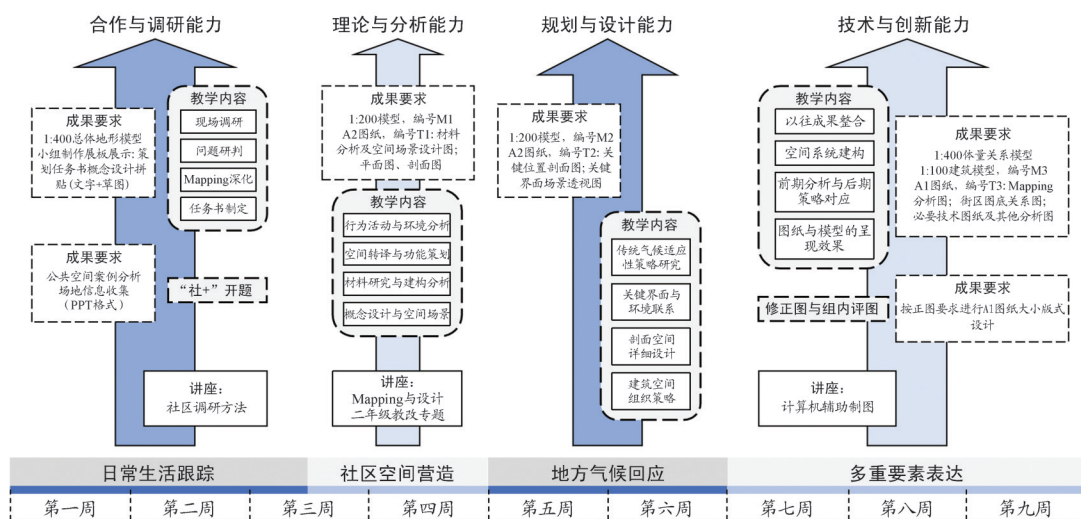 合作与调研能力
成果要求
1:400总体地形模型
小组制作展板展示:策
划任务书概念设计拼
贴(文字+草图)
教学内容
现场调研
问题研判
Mapping深化
任务书制定
成果要求
公共空间案例分析
场地信息收集
(PPT格式)
“社+”开题
讲座:
社区调研方法
理论与分析能力
成果要求
1:200模型, 编号M1
A2图纸, 编号T1: 材料
分析及空间场景设计图;
平面图、剖面图
教学内容
行为活动与环境分析
空间转译与功能策划
材料研究与建构分析
概念设计与空间场景
讲座:
Mapping与设计
二年级教改专题
规划与设计能力
成果要求
1:200模型, 编号M2
A2图纸, 编号T2: 关
键位置剖面图; 关键
界面场景透视图
教学内容
传统气候适应
性策略研究
关键界面与
环境联系
剖面空间
详细设计
建筑空间
组织策略
技术与创新能力
教学内容
以往成果整合
空间系统建构
前期分析与后期
策略对应
图纸与模型的呈
现效果
成果要求
1:400体量关系模型
1:100建筑模型, 编号M3
A1图纸, 编号T3: Mapping
分析图; 街区图底关系图;
必要技术图纸及其他分析图
修正图与组内评图
成果要求
按正图要求进行A1图纸大小版式
设计
讲座:
计算机辅助制图
日常生活跟踪
社区空间营造
地方气候回应
多重要素表达
第一周
第二周
第三周
第四周
第五周
第六周
第七周
第八周
第九周